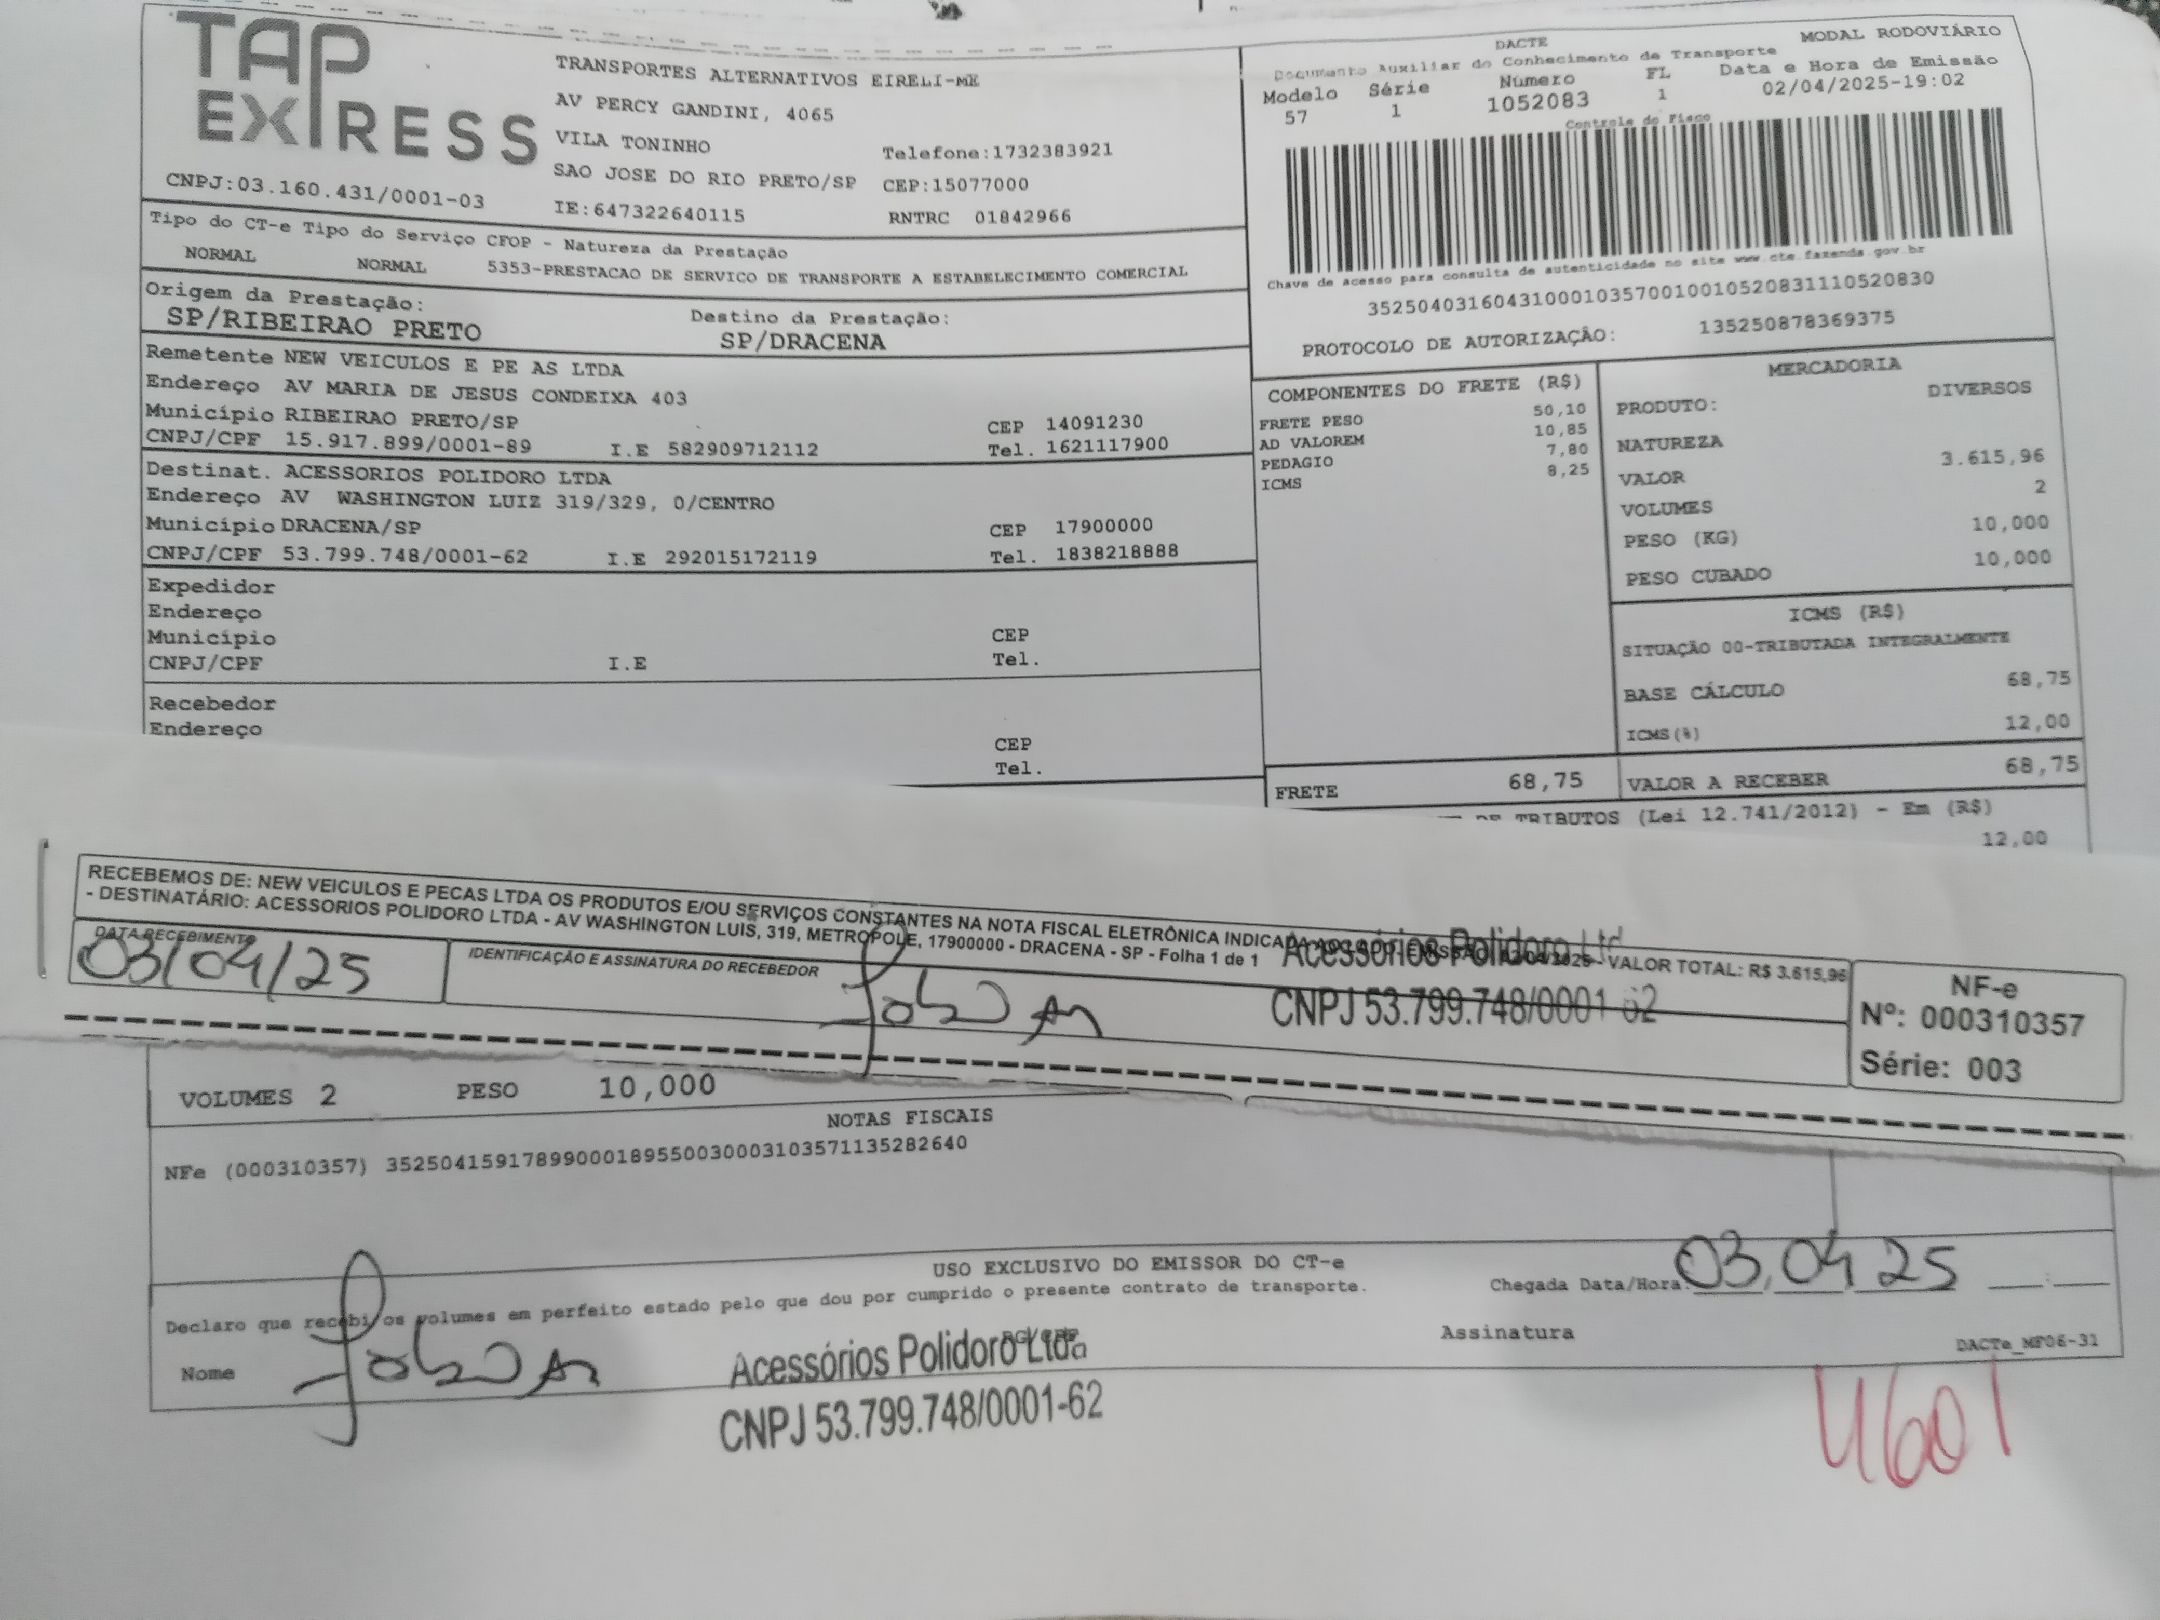 TAP
EXPRESS
CNPJ:03.160.431/0001-03
TRANSPORTES ALTERNATIVOS EIRELI-ME
AV PERCY GANDINI, 4065
VILA TONINHO
Telefone:1732383921
SAO JOSE DO RIO PRETO/SP CEP:15077000
IE:647322640115 RNTRC 01842966
DACTE MODAL RODOVIÁRIO
Documento Auxiliar do Conhecimento de Transporte
Modelo Série Número FL Data e Hora de Emissão
57 1 1052083 1 02/04/2025-19:02
Controle do Fisco
Chave de acesso para consulta de autenticidade no site www.cte.fazenda.gov.br
35250403160431000103570010010520831110520830
PROTOCOLO DE AUTORIZAÇÃO: 135250878369375
Tipo do CT-e Tipo do Serviço CFOP - Natureza da Prestação
NORMAL NORMAL 5353-PRESTACAO DE SERVICO DE TRANSPORTE A ESTABELECIMENTO COMERCIAL
Origem da Prestação: Destino da Prestação:
SP/RIBEIRAO PRETO SP/DRACENA
Remetente NEW VEICULOS E PE AS LTDA
Endereço AV MARIA DE JESUS CONDEIXA 403
Município RIBEIRAO PRETO/SP CEP 14091230
CNPJ/CPF 15.917.899/0001-89 I.E 582909712112 Tel. 1621117900
Destinat. ACESSORIOS POLIDORO LTDA
Endereço AV WASHINGTON LUIZ 319/329, 0/CENTRO
Município DRACENA/SP CEP 17900000
CNPJ/CPF 53.799.748/0001-62 I.E 292015172119 Tel. 1838218888
Expedidor
Endereço
Município CEP
CNPJ/CPF I.E Tel.
Recebedor
Endereço
CEP
Tel.
COMPONENTES DO FRETE (R$)
FRETE PESO 50,10
AD VALOREM 10,85
PEDAGIO 7,80
ICMS 8,25
FRETE 68,75
MERCADORIA
PRODUTO: DIVERSOS
NATUREZA
VALOR 3.615,96
VOLUMES 2
PESO (KG) 10,000
PESO CUBADO 10,000
ICMS (R$)
SITUAÇÃO 00-TRIBUTADA INTEGRALMENTE
BASE CÁLCULO 68,75
ICMS(%) 12,00
VALOR A RECEBER 68,75
DE TRIBUTOS (Lei 12.741/2012) - Em (R$)
12,00
RECEBEMOS DE: NEW VEICULOS E PECAS LTDA OS PRODUTOS E/OU SERVIÇOS CONSTANTES NA NOTA FISCAL ELETRÔNICA INDICADA VALOR TOTAL: R$ 3.615,96
- DESTINATÁRIO: ACESSORIOS POLIDORO LTDA - AV WASHINGTON LUIS, 319, METROPOLE, 17900000 - DRACENA - SP - Folha 1 de 1
DATA RECEBIMENTO IDENTIFICAÇÃO E ASSINATURA DO RECEBEDOR
03/04/25
Acessórios Polidoro Ltd
CNPJ 53.799.748/0001-62
NF-e
Nº: 000310357
Série: 003
VOLUMES 2 PESO 10,000
NOTAS FISCAIS
NFe (000310357) 35250415917899000189550030003103571135282640
USO EXCLUSIVO DO EMISSOR DO CT-e
Declaro que recebi os volumes em perfeito estado pelo que dou por cumprido o presente contrato de transporte.
Chegada Data/Hora: 03,04 25
Nome
Assinatura
DACTe_MF06-31
Acessórios Polidoro Ltda
CNPJ 53.799.748/0001-62
4601